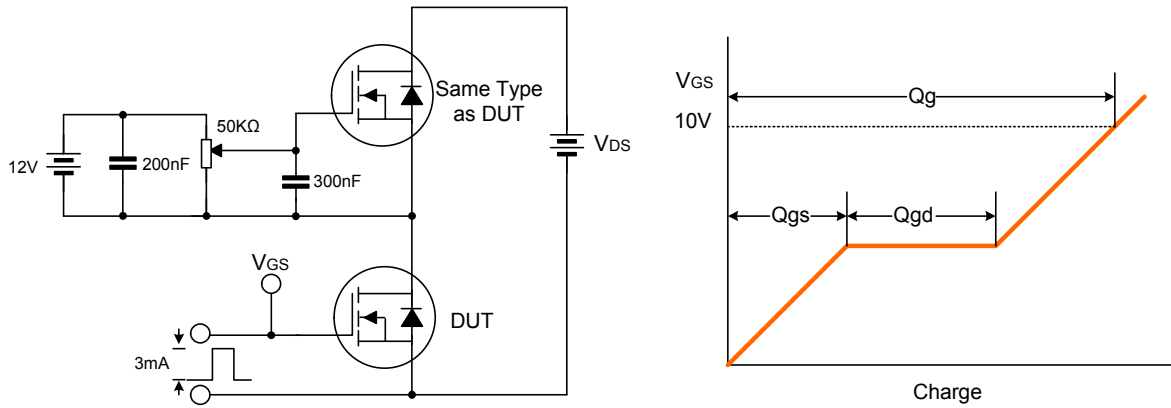 Same Type
as DUT
50KΩ
12V
200nF
300nF
VDS
VGS
DUT
3mA
VGS
Qg
10V
Qgs
Qgd
Charge